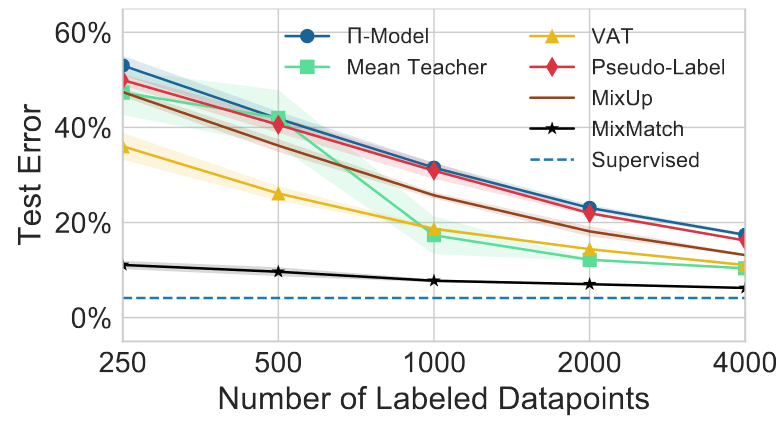 60%
40%
20%
0%
Test Error
Π-Model
Mean Teacher
VAT
Pseudo-Label
MixUp
MixMatch
Supervised
250 500 1000 2000 4000
Number of Labeled Datapoints